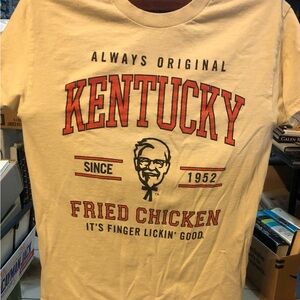 ALWAYS ORIGINAL
KENTUCKY
SINCE 1952
FRIED CHICKEN
IT'S FINGER LICKIN' GOOD